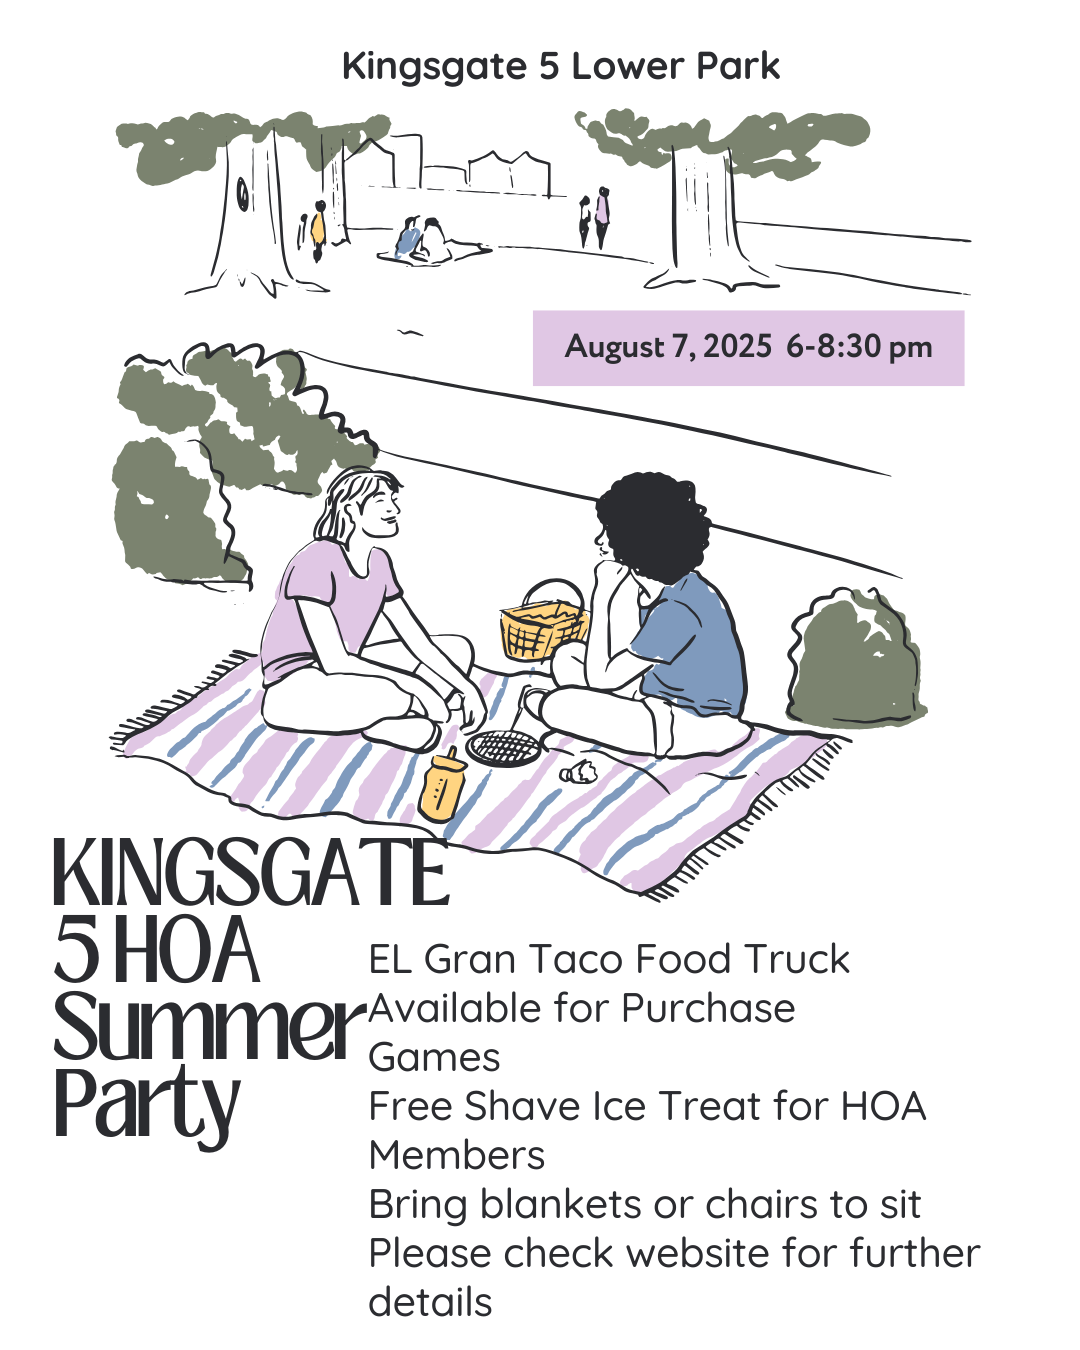 Kingsgate 5 Lower Park
August 7, 2025 6-8:30 pm
KINGSGATE
5 HOA
Summer
Party
EL Gran Taco Food Truck
Available for Purchase
Games
Free Shave Ice Treat for HOA
Members
Bring blankets or chairs to sit
Please check website for further
details